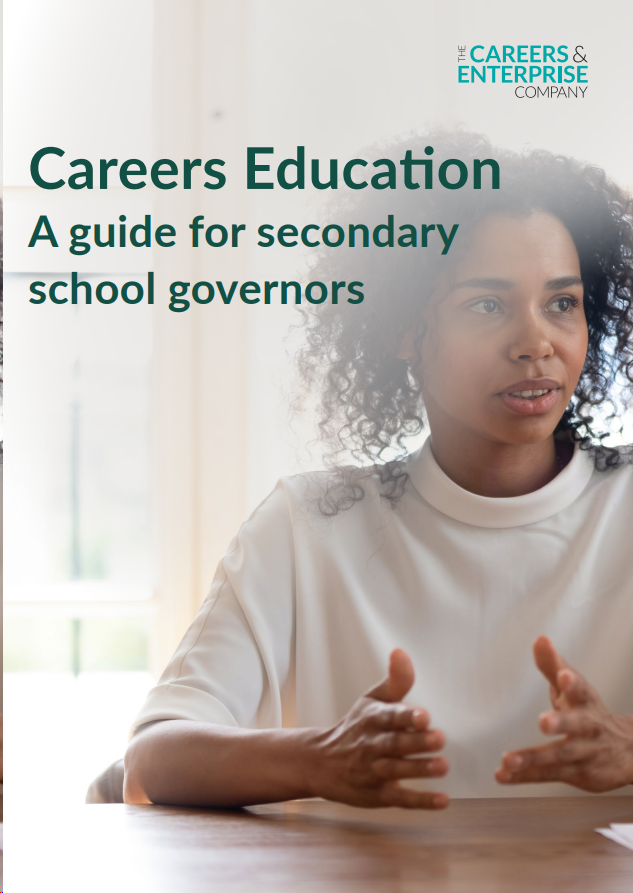 THE CAREERS &
ENTERPRISE
COMPANY
Careers Education
A guide for secondary
school governors